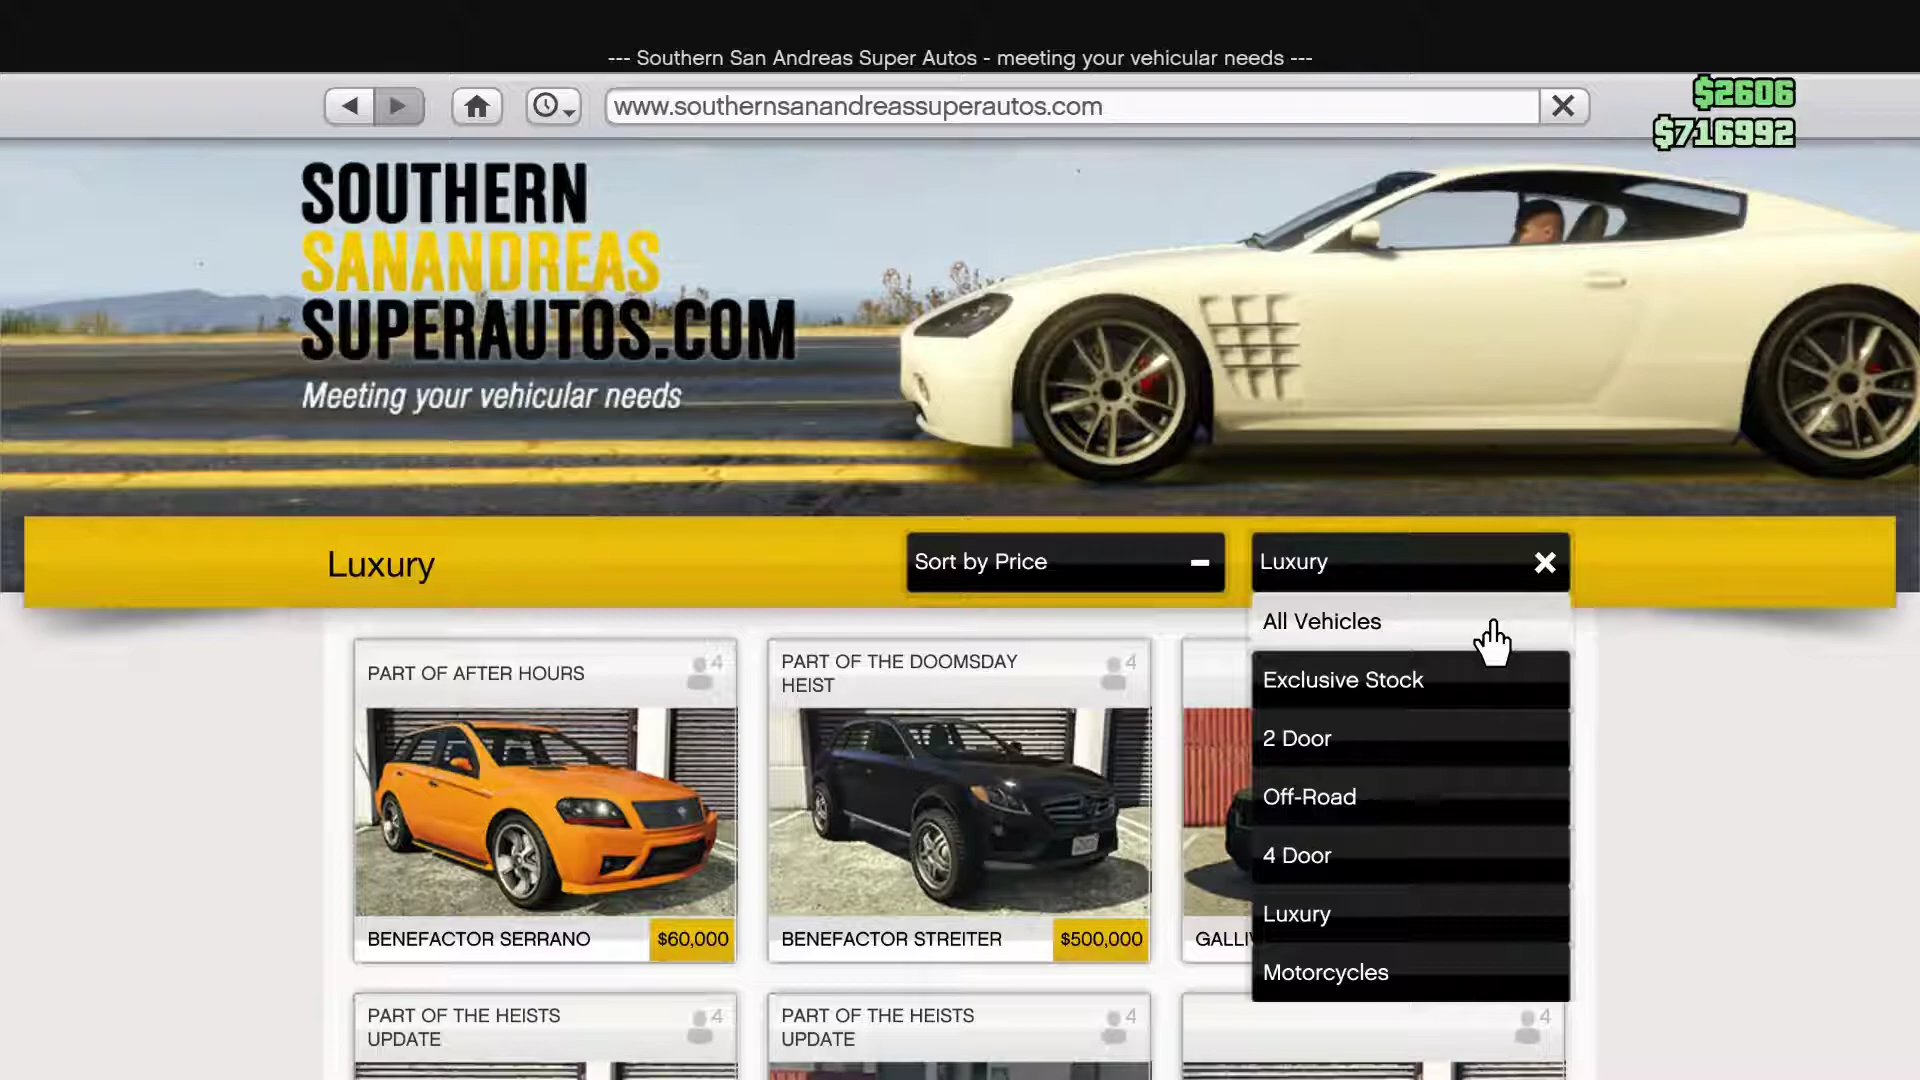 --- Southern San Andreas Super Autos - meeting your vehicular needs ---
www.southernsanandreassuperautos.com
$2606
$716992
SOUTHERN
SANANDREAS
SUPERAUTOS.COM
Meeting your vehicular needs
Luxury
Sort by Price
Luxury
All Vehicles
Exclusive Stock
2 Door
Off-Road
4 Door
Luxury
Motorcycles
PART OF AFTER HOURS
4
BENEFACTOR SERRANO
$60,000
PART OF THE DOOMSDAY
HEIST
4
BENEFACTOR STREITER
$500,000
PART OF THE HEISTS
UPDATE
4
PART OF THE HEISTS
UPDATE
4
4